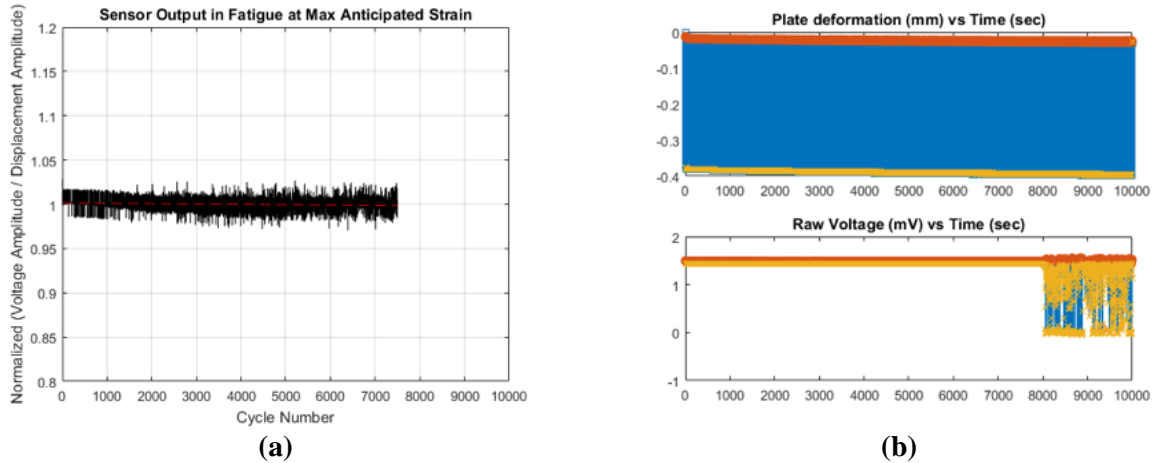 Sensor Output in Fatigue at Max Anticipated Strain
Normalized (Voltage Amplitude / Displacement Amplitude)
1.2
1.15
1.1
1.05
1
0.95
0.9
0.85
0.8
0 1000 2000 3000 4000 5000 6000 7000 8000 9000 10000
Cycle Number
(a)
Plate deformation (mm) vs Time (sec)
0
-0.1
-0.2
-0.3
-0.4
0 1000 2000 3000 4000 5000 6000 7000 8000 9000 10000
Raw Voltage (mV) vs Time (sec)
2
1
0
-1
0 1000 2000 3000 4000 5000 6000 7000 8000 9000 10000
(b)